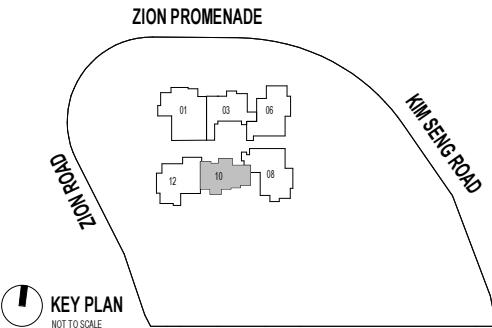 ZION PROMENADE
01
03
06
KIM SENG ROAD
ZION ROAD
12
10
08
KEY PLAN
NOT TO SCALE